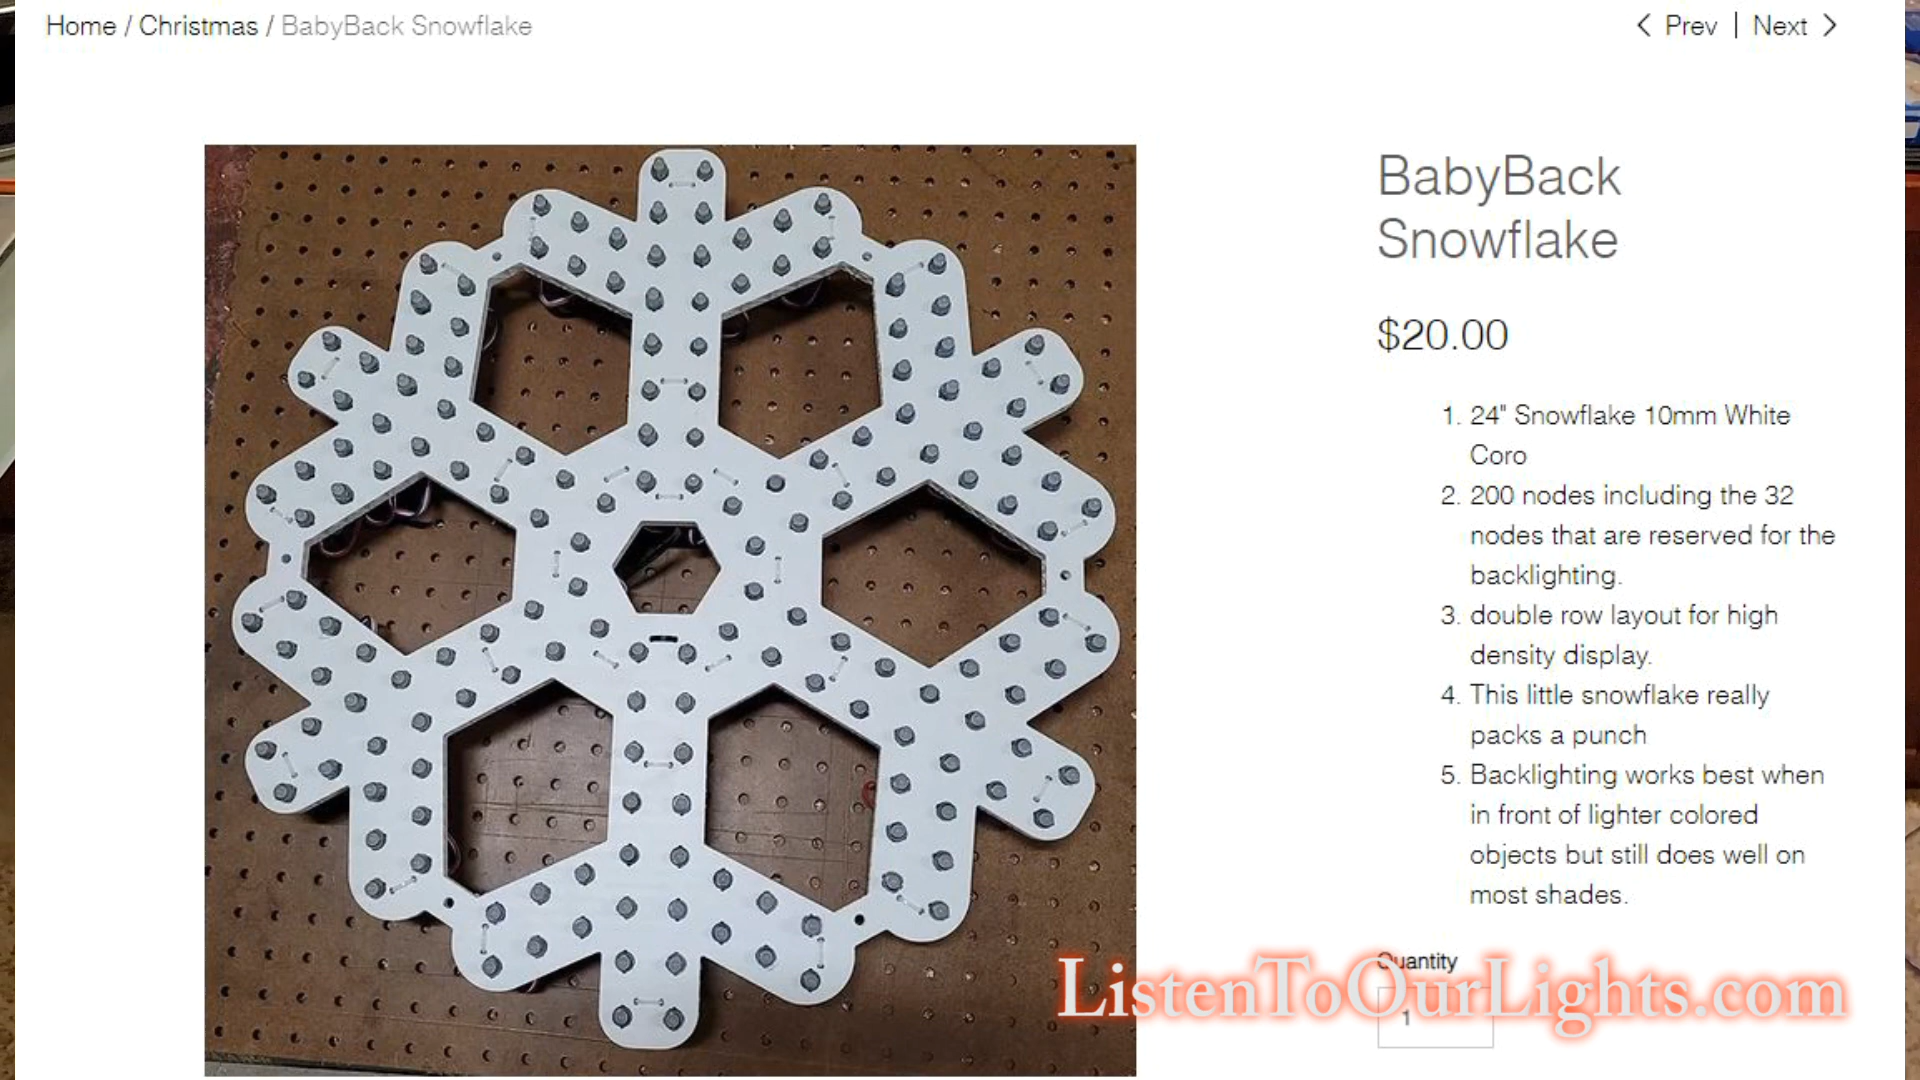 Home / Christmas / BabyBack Snowflake
< Prev | Next >
BabyBack
Snowflake
$20.00
1. 24" Snowflake 10mm White
Coro
2. 200 nodes including the 32
nodes that are reserved for the
backlighting.
3. double row layout for high
density display.
4. This little snowflake really
packs a punch
5. Backlighting works best when
in front of lighter colored
objects but still does well on
most shades.
Quantity
ListenToOurLights.com
1